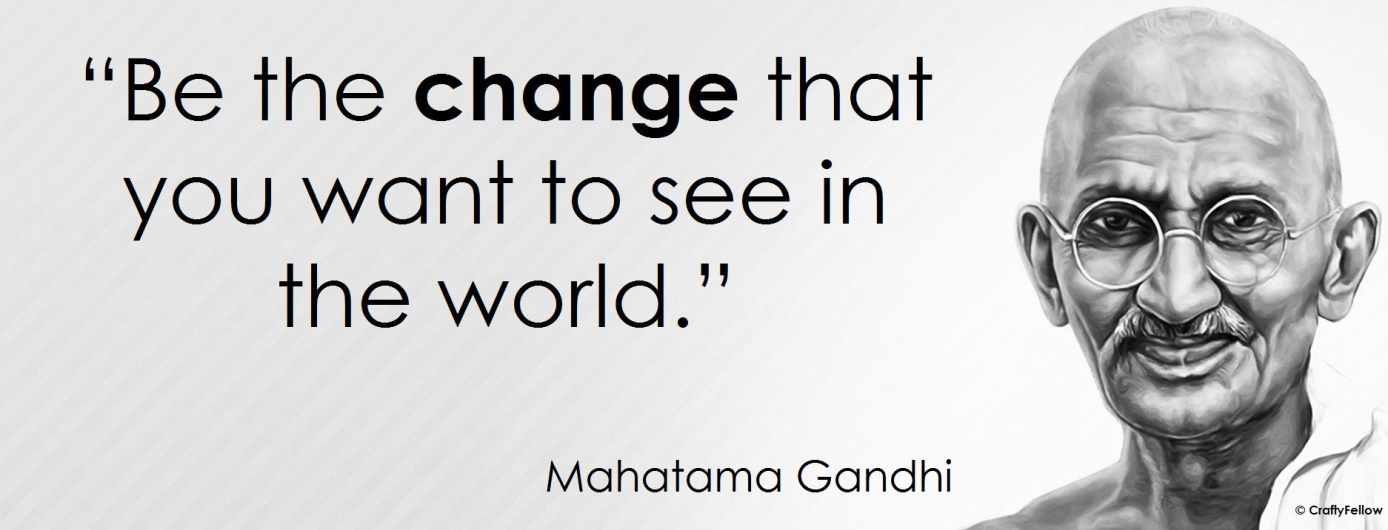 “Be the change that
you want to see in
the world.”
Mahatama Gandhi
© CraftyFellow